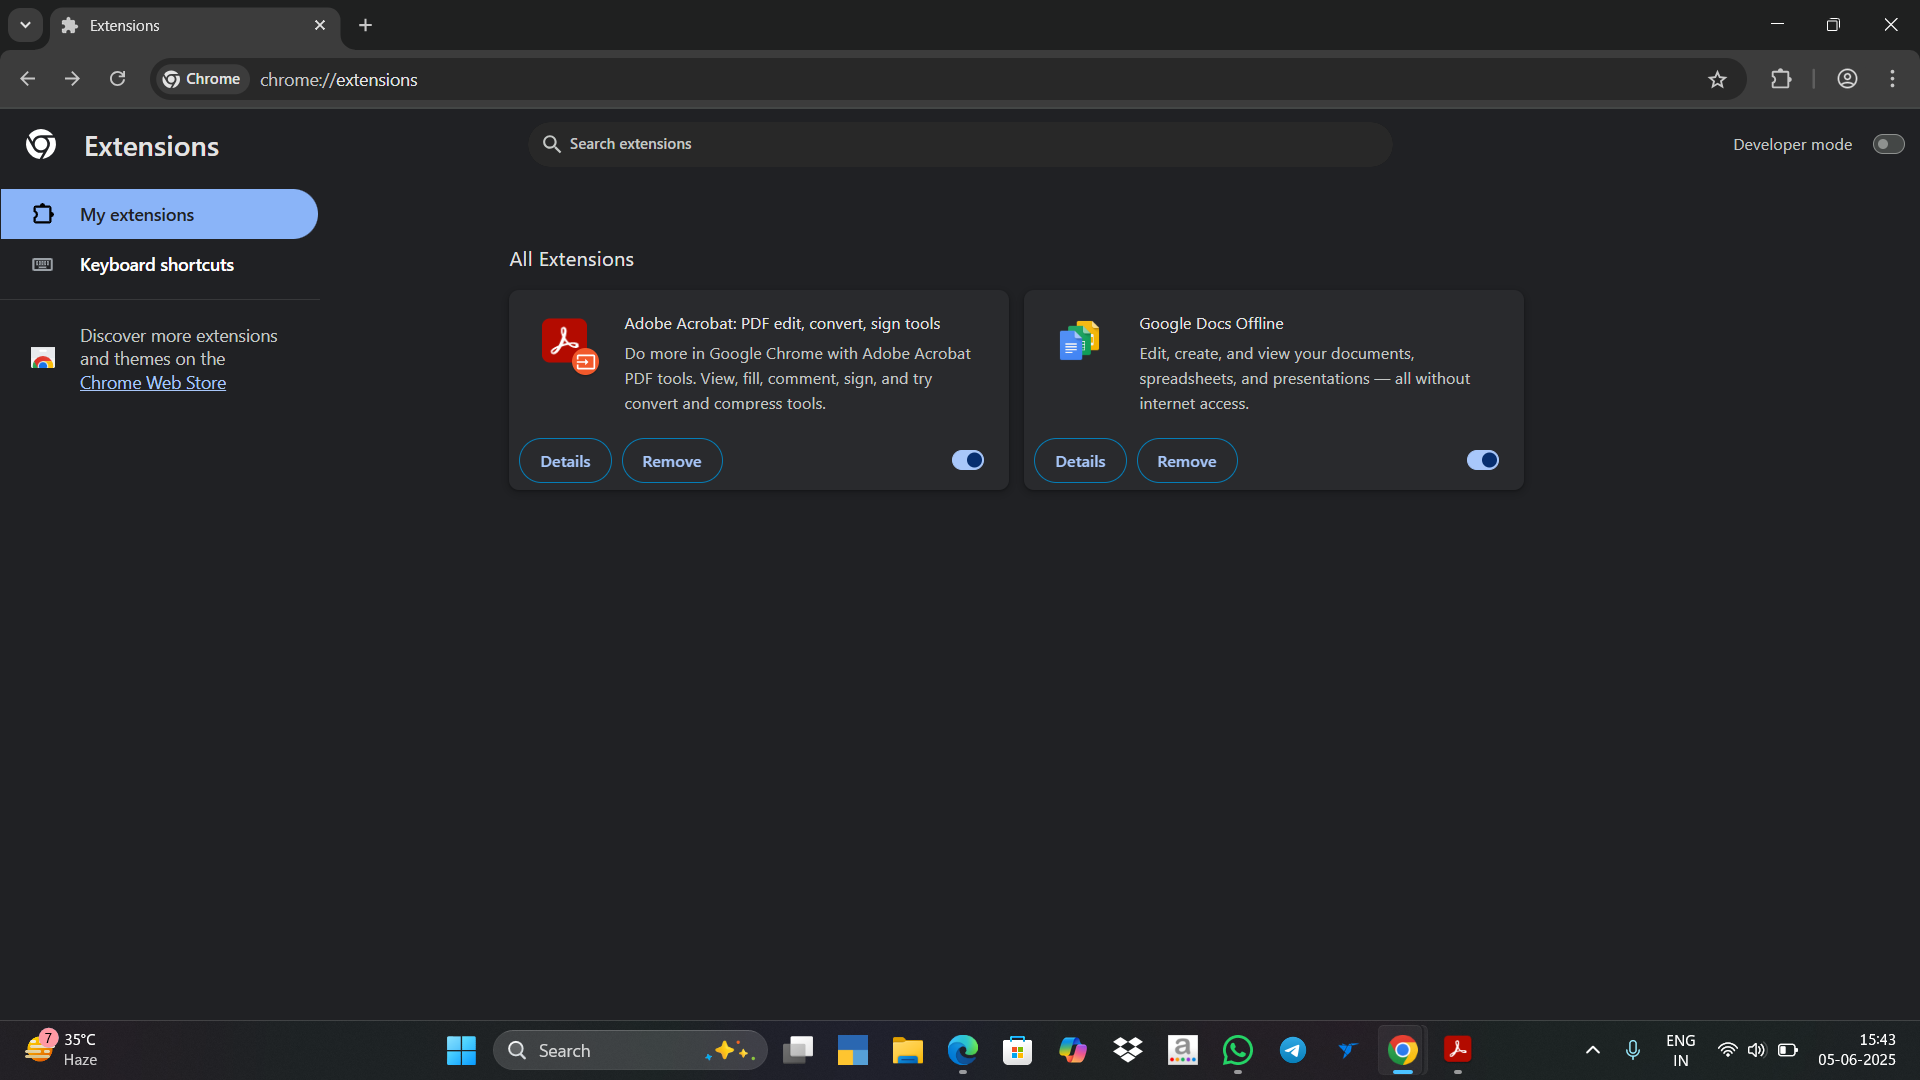 Extensions
Chrome
chrome://extensions
Extensions
Search extensions
Developer mode
My extensions
Keyboard shortcuts
Discover more extensions
and themes on the
Chrome Web Store
All Extensions
Adobe Acrobat: PDF edit, convert, sign tools
Do more in Google Chrome with Adobe Acrobat
PDF tools. View, fill, comment, sign, and try
convert and compress tools.
Details
Remove
Google Docs Offline
Edit, create, and view your documents,
spreadsheets, and presentations — all without
internet access.
Details
Remove
7
35°C
Haze
Search
a
ENG
IN
15:43
05-06-2025